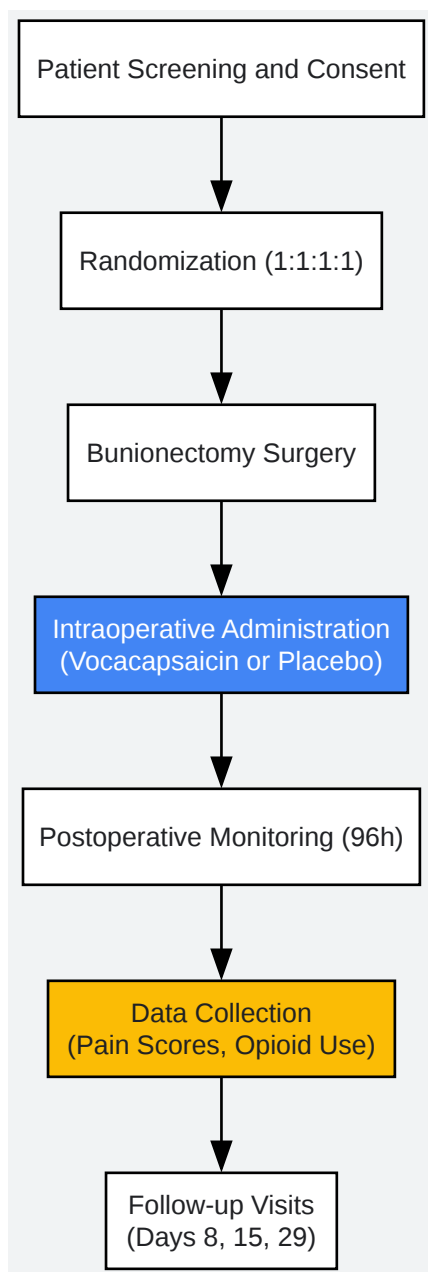 Patient Screening and Consent
Randomization (1:1:1:1)
Bunionectomy Surgery
Intraoperative Administration
(Vocacapsaicin or Placebo)
Postoperative Monitoring (96h)
Data Collection
(Pain Scores, Opioid Use)
Follow-up Visits
(Days 8, 15, 29)